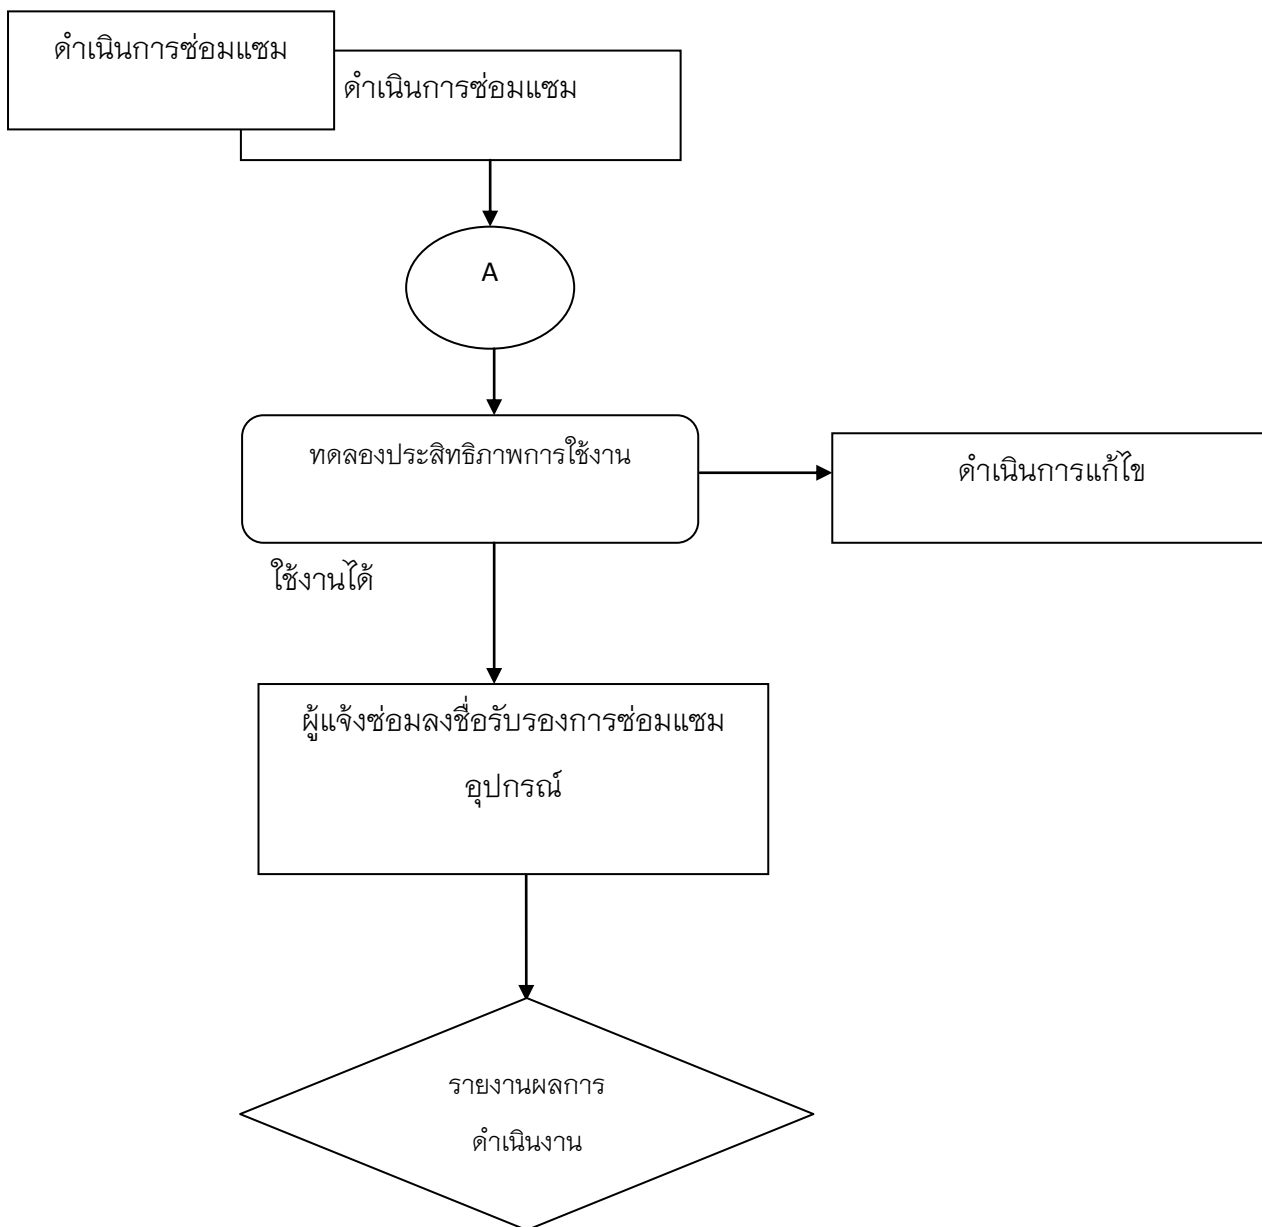 ดำเนินการซ่อมแซม
ดำเนินการซ่อมแซม
A
ทดลองประสิทธิภาพการใช้งาน
ดำเนินการแก้ไข
ใช้งานได้
ผู้แจ้งซ่อมลงชื่อรับรองการซ่อมแซม
อุปกรณ์
รายงานผลการ
ดำเนินงาน